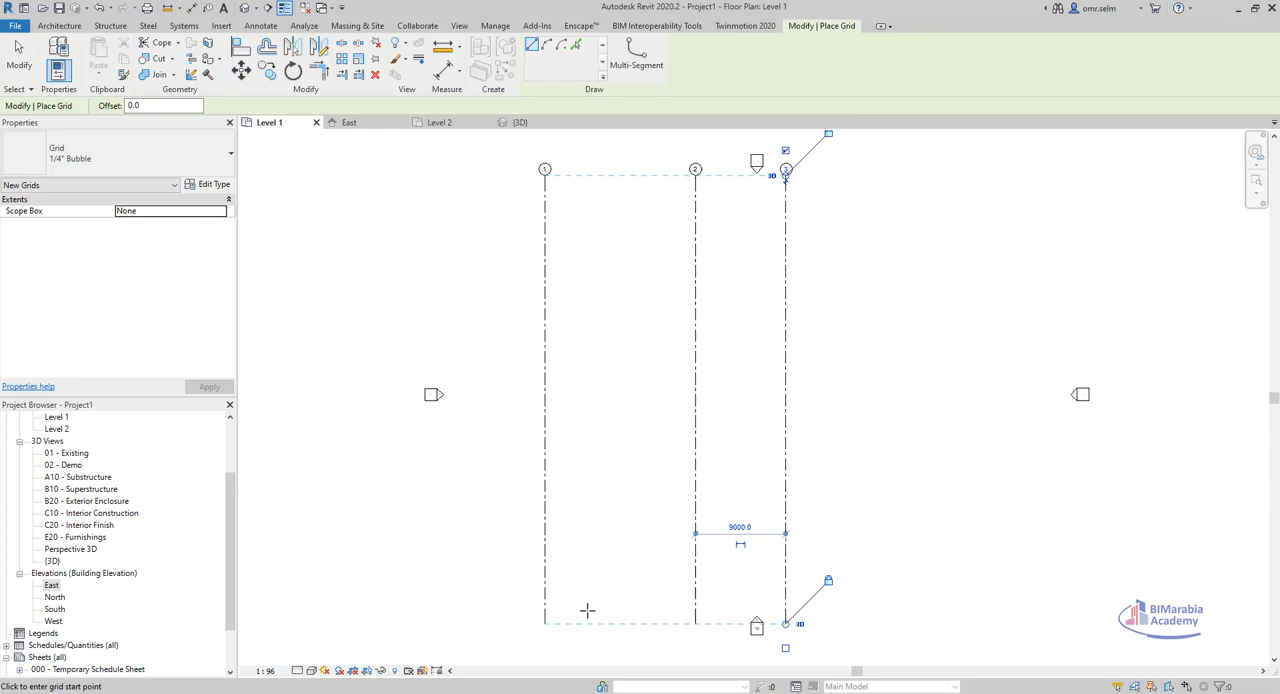 Autodesk Revit 2020.2 - Project1 - Floor Plan: Level 1
omr.selm
File Architecture Structure Steel Systems Insert Annotate Analyze Massing & Site Collaborate View Manage Add-Ins Enscape™ BIM Interoperability Tools Twinmotion 2020 Modify | Place Grid
Modify Paste Cope Cut Join Multi-Segment
Select Properties Clipboard Geometry Modify View Measure Create Draw
Modify | Place Grid Offset: 0.0
Properties
Level 1 East Level 2 {3D}
Grid
1/4" Bubble
New Grids Edit Type
Extents
Scope Box None
Properties help Apply
Project Browser - Project1
Level 1
Level 2
3D Views
01 - Existing
02 - Demo
A10 - Substructure
B10 - Superstructure
B20 - Exterior Enclosure
C10 - Interior Construction
C20 - Interior Finish
E20 - Furnishings
Perspective 3D
{3D}
Elevations (Building Elevation)
East
North
South
West
Legends
Schedules/Quantities (all)
Sheets (all)
000 - Temporary Schedule Sheet
1 2 3
3D
9000.0
3D
BIMarabia
Academy
1 : 96
Click to enter grid start point
:0 Main Model :0